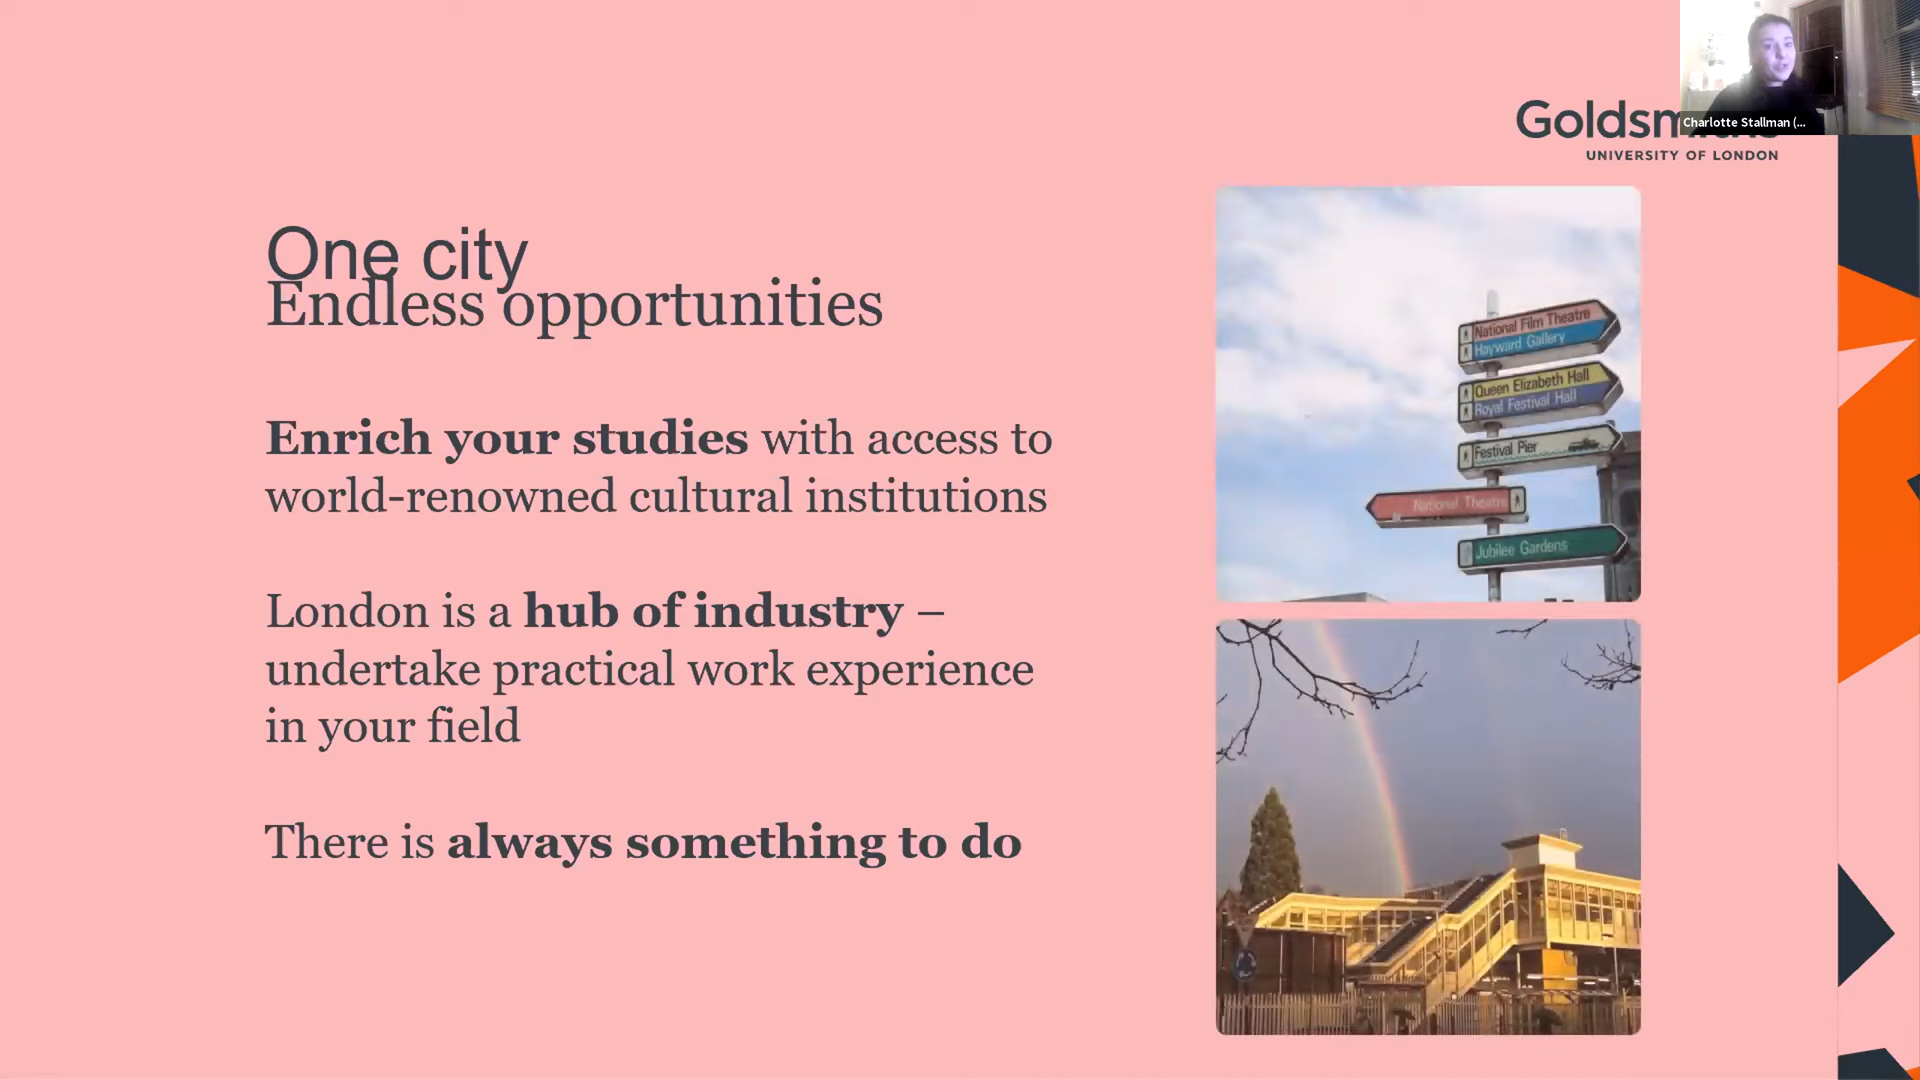 Charlotte Stallman (...
UNIVERSITY OF LONDON
One city
Endless opportunities
Enrich your studies with access to
world-renowned cultural institutions
London is a hub of industry –
undertake practical work experience
in your field
There is always something to do
National Film Theatre
Hayward Gallery
Queen Elizabeth Hall
Royal Festival Hall
Festival Pier
National Theatre
Jubilee Gardens